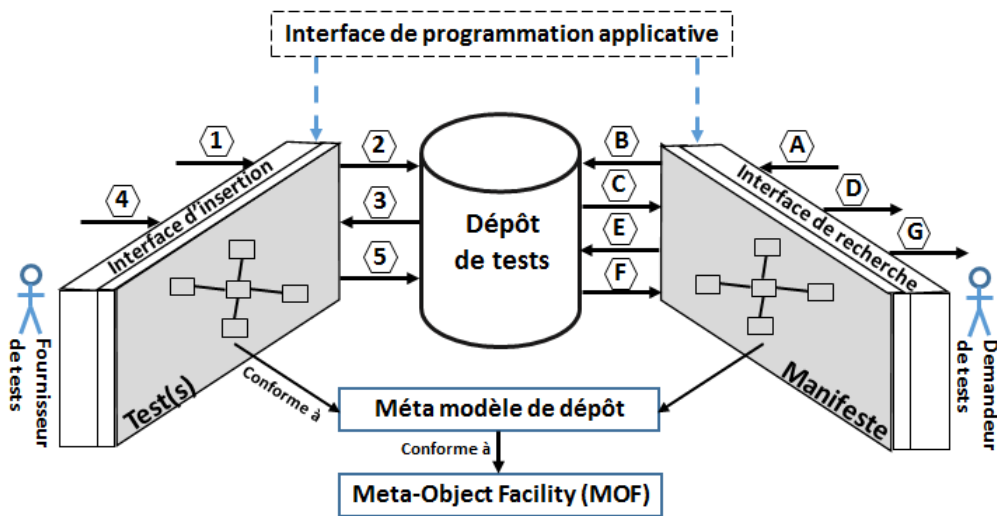 Interface de programmation applicative
1
2
3
4
5
Interface d'insertion
Test(s)
Fournisseur
de tests
Dépôt
de tests
B
C
E
F
A
D
G
Interface de recherche
Manifeste
Demandeur
de tests
Conforme à
Méta modèle de dépôt
Conforme à
Meta-Object Facility (MOF)